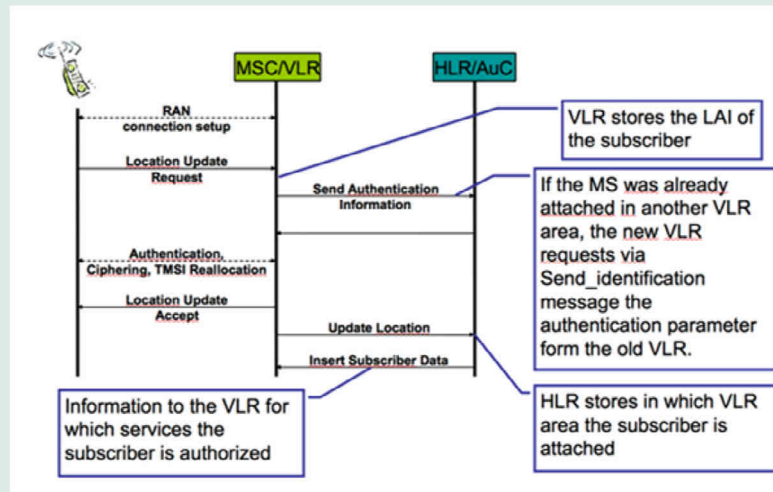 MSC/VLR
HLR/AuC
RAN
connection setup
VLR stores the LAI of
the subscriber
Location Update
Request
Send Authentication
Information
If the MS was already
attached in another VLR
area, the new VLR
requests via
Send_identification
message the
authentication parameter
form the old VLR.
Authentication,
Ciphering, TMSI Reallocation
Location Update
Accept
Update Location
Insert Subscriber Data
Information to the VLR for
which services the
subscriber is authorized
HLR stores in which VLR
area the subscriber is
attached